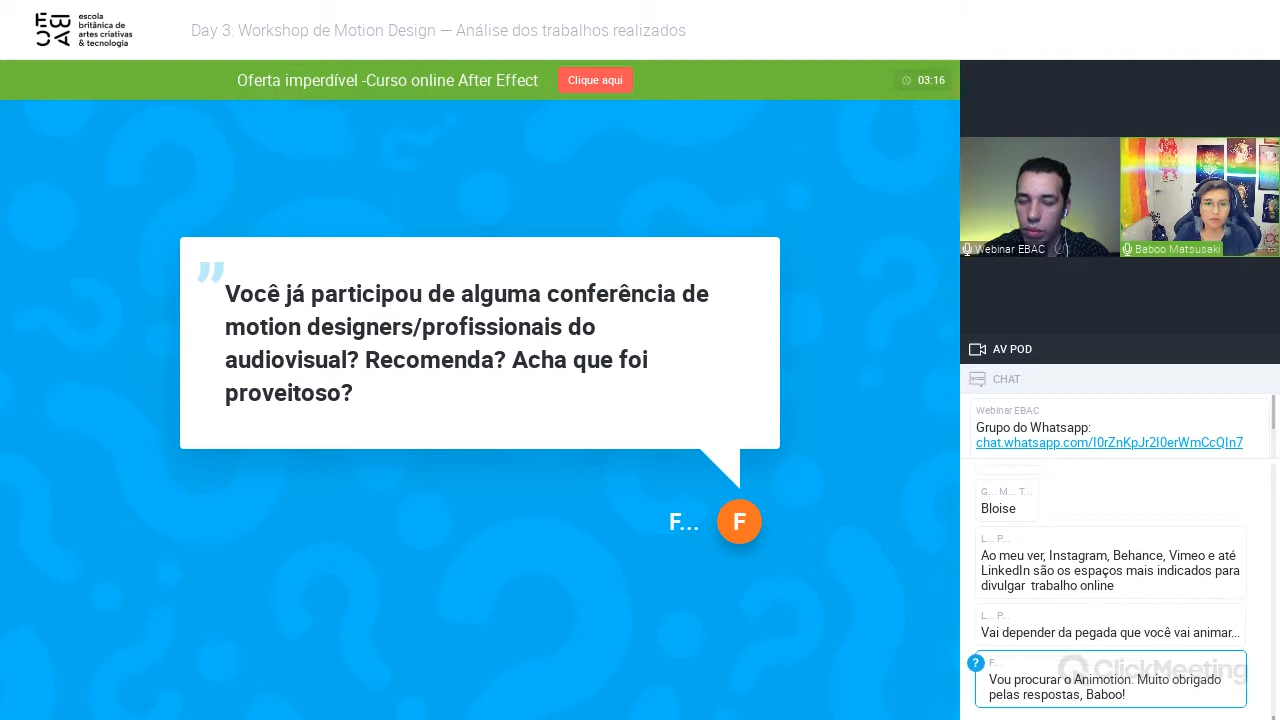 escola
britânica de
artes criativas
& tecnologia
Day 3: Workshop de Motion Design — Análise dos trabalhos realizados
Oferta imperdível -Curso online After Effect
Clique aqui
03:16
Você já participou de alguma conferência de
motion designers/profissionais do
audiovisual? Recomenda? Acha que foi
proveitoso?
F...
F
Webinar EBAC
Baboo Matsusaki
AV POD
CHAT
Webinar EBAC
Grupo do Whatsapp:
chat.whatsapp.com/I0rZnKpJr2I0erWmCcQIn7
G... M... T...
Bloise
L... P...
Ao meu ver, Instagram, Behance, Vimeo e até
LinkedIn são os espaços mais indicados para
divulgar trabalho online
L... P...
Vai depender da pegada que você vai animar...
?
F...
Vou procurar o Animotion. Muito obrigado
pelas respostas, Baboo!
ClickMeeting